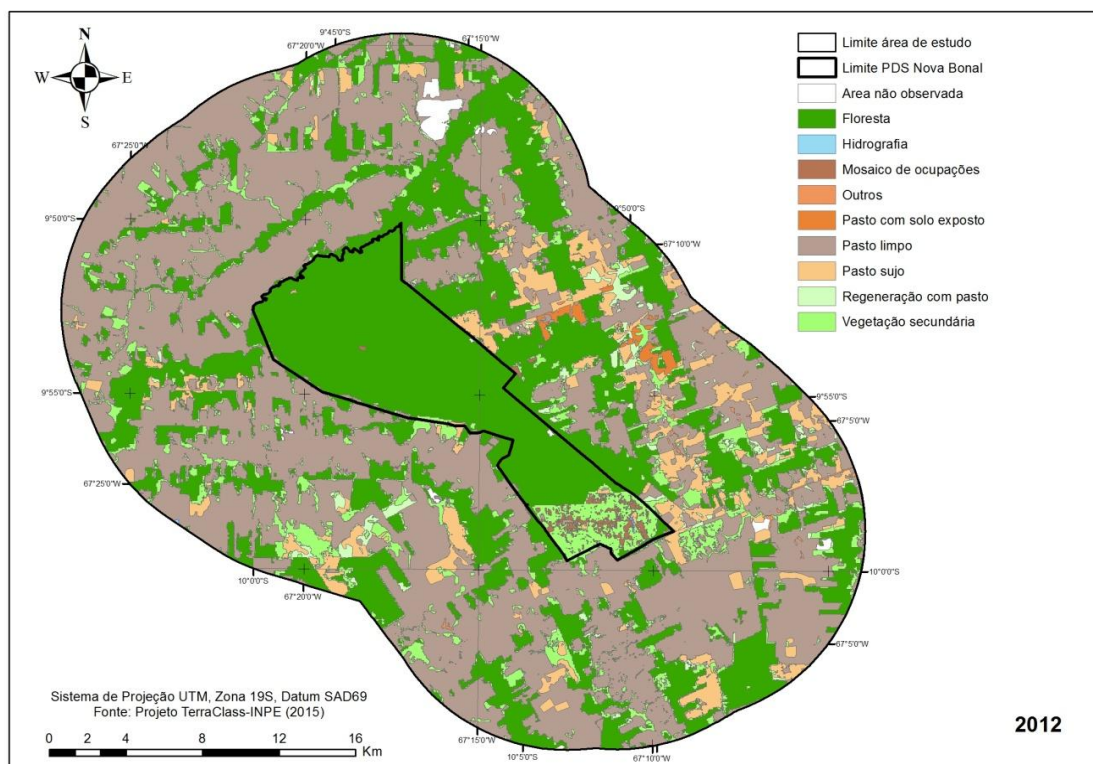 N
W E
S
9°45'0"S
67°20'0"W
67°15'0"W
67°25'0"W
9°50'0"S
9°50'0"S
67°10'0"W
9°55'0"S
9°55'0"S
67°5'0"W
67°25'0"W
10°0'0"S
67°20'0"W
10°0'0"S
67°5'0"W
67°15'0"W
10°5'0"S
67°10'0"W
Limite área de estudo
Limite PDS Nova Bonal
Area não observada
Floresta
Hidrografia
Mosaico de ocupações
Outros
Pasto com solo exposto
Pasto limpo
Pasto sujo
Regeneração com pasto
Vegetação secundária
Sistema de Projeção UTM, Zona 19S, Datum SAD69
Fonte: Projeto TerraClass-INPE (2015)
0 2 4 8 12 16
Km
2012